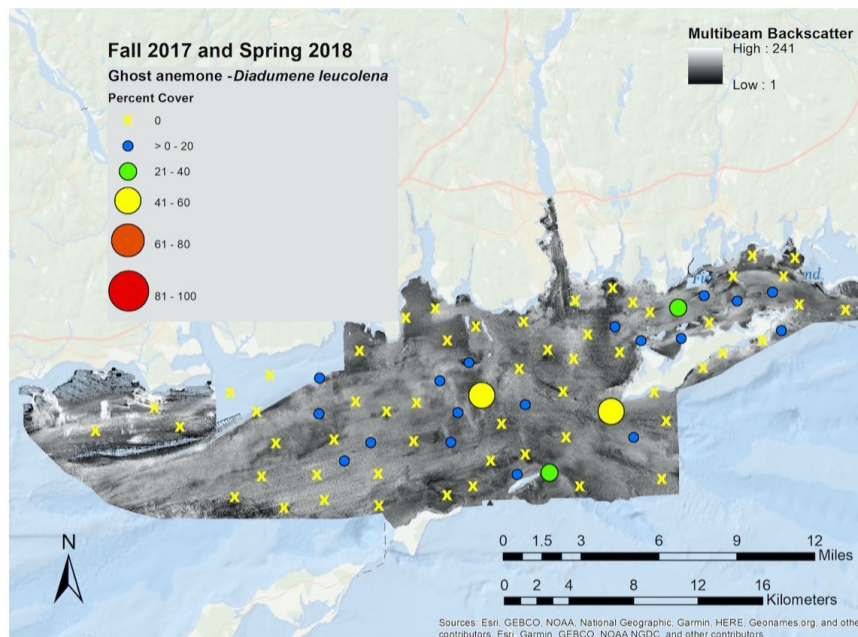 Fall 2017 and Spring 2018
Ghost anemone -Diadumene leucolena
Percent Cover
0
> 0 - 20
21 - 40
41 - 60
61 - 80
81 - 100
Multibeam Backscatter
High : 241
Low : 1
nd
N
0 1.5 3 6 9 12
Miles
0 2 4 8 12 16
Kilometers
Sources: Esri, GEBCO, NOAA, National Geographic, Garmin, HERE, Geonames.org, and othe
contributors, Esri, Garmin, GEBCO, NOAA NGDC, and other contributors